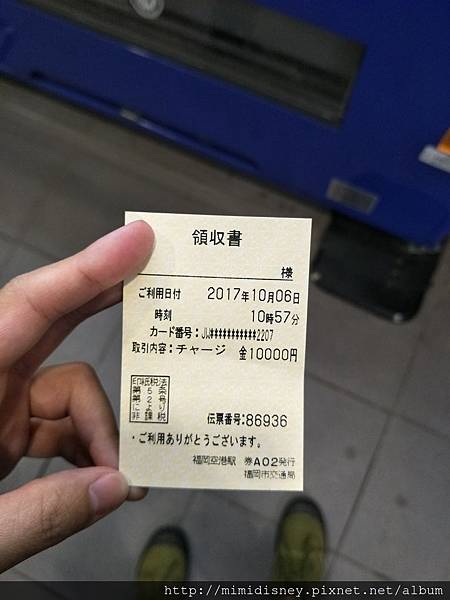 領収書
様
ご利用日付 2017年10月06日
時刻 10時57分
カード番号:JW***********2207
取引内容:チャージ 金10000円
印紙税法
第52条
第2号
により
非課税
伝票番号:86936
・ご利用ありがとうございます。
福岡空港駅 券A02発行
福岡市交通局
http://mimidisney.pixnet.net/album